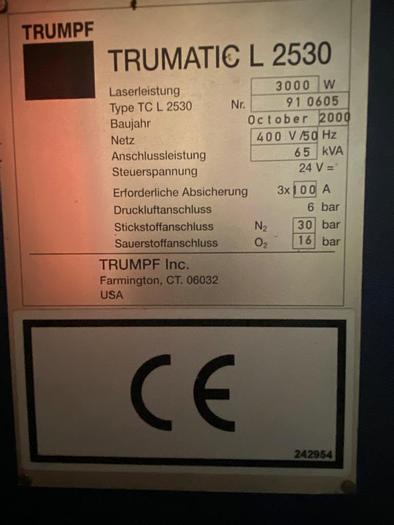 TRUMPF
TRUMATIC L 2530
Laserleistung 3000 W
Type TC L 2530 Nr. 91 0605
Baujahr October 2000
Netz 400 V/50 Hz
Anschlussleistung 65 kVA
Steuerspannung 24 V =
Erforderliche Absicherung 3x 100 A
Druckluftanschluss 6 bar
Stickstoffanschluss N₂ 30 bar
Sauerstoffanschluss O₂ 16 bar
TRUMPF Inc.
Farmington, CT. 06032
USA
CE
242954